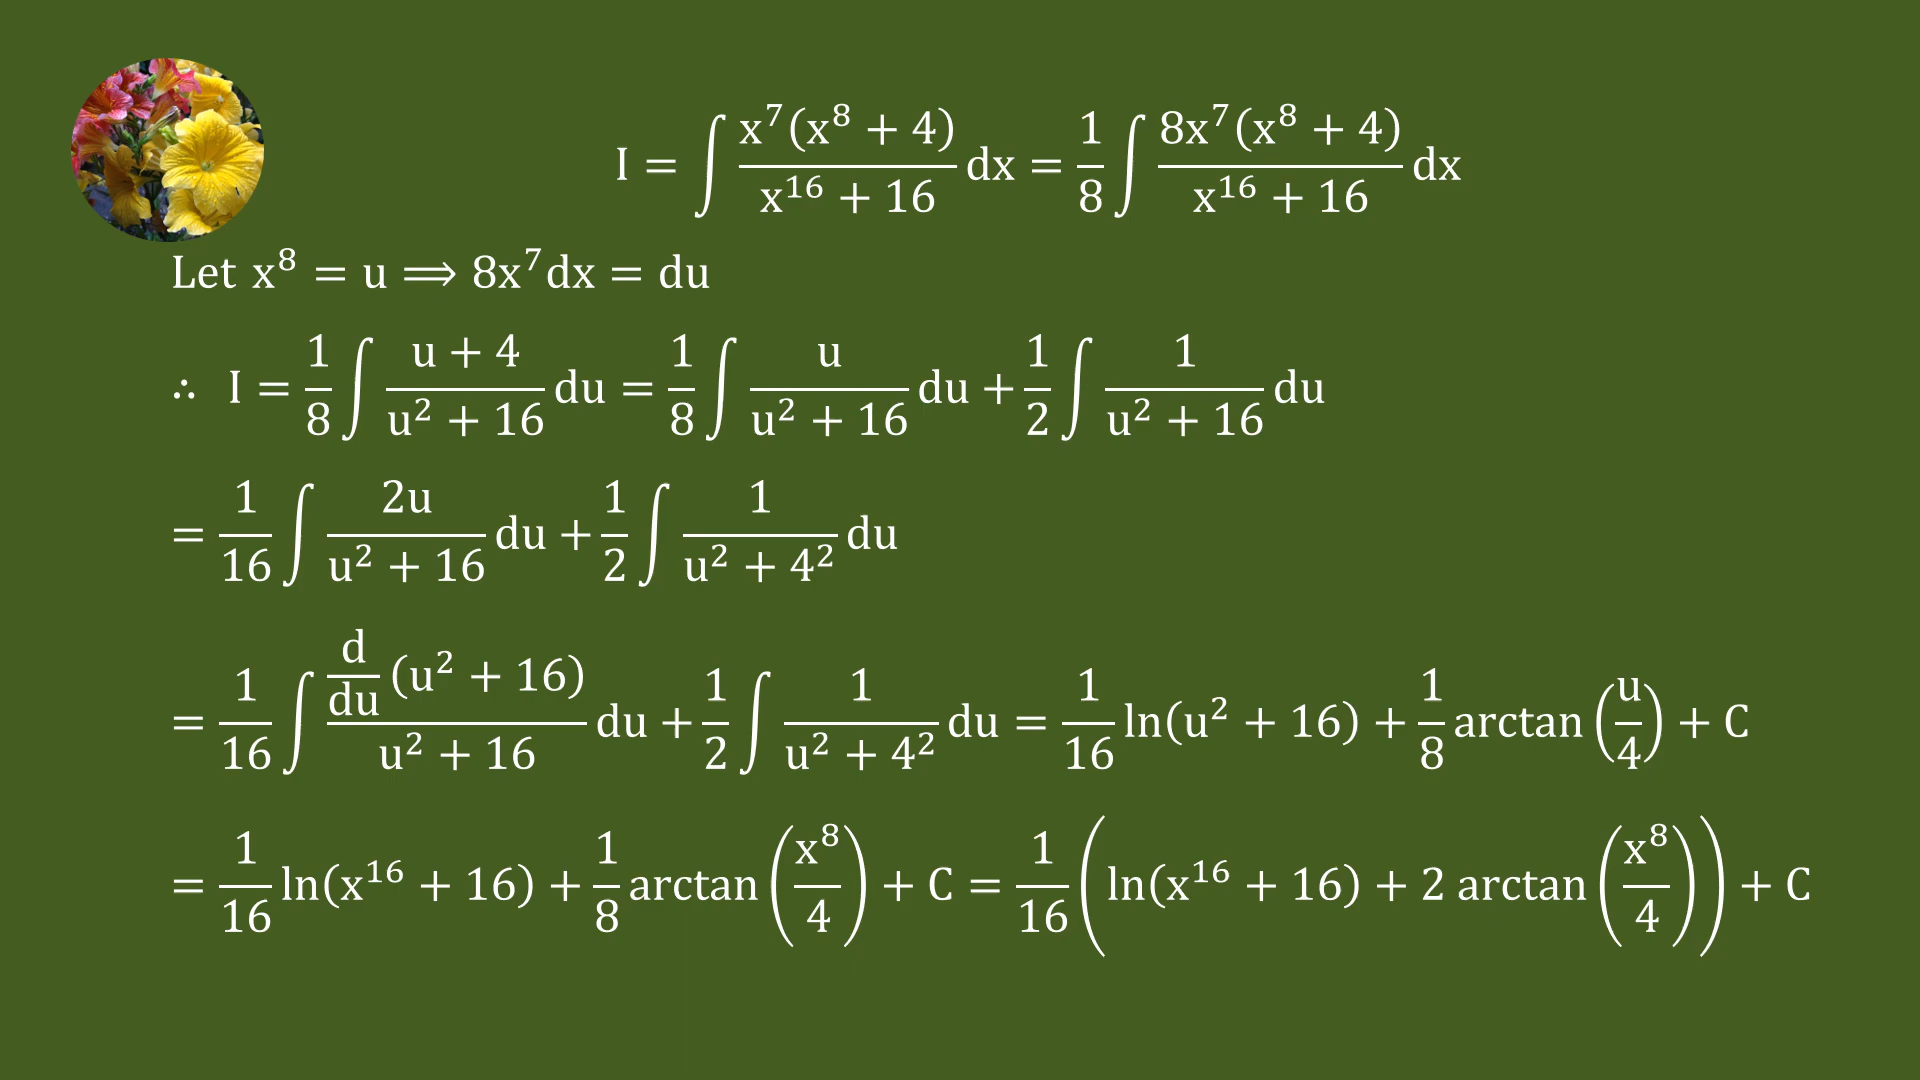 I = ∫ x⁷(x⁸ + 4)/(x¹⁶ + 16) dx = 1/8 ∫ 8x⁷(x⁸ + 4)/(x¹⁶ + 16) dx
Let x⁸ = u ⟹ 8x⁷dx = du
∴ I = 1/8 ∫ (u + 4)/(u² + 16) du = 1/8 ∫ u/(u² + 16) du + 1/2 ∫ 1/(u² + 16) du
= 1/16 ∫ 2u/(u² + 16) du + 1/2 ∫ 1/(u² + 4²) du
= 1/16 ∫ (d/du (u² + 16))/(u² + 16) du + 1/2 ∫ 1/(u² + 4²) du = 1/16 ln(u² + 16) + 1/8 arctan(u/4) + C
= 1/16 ln(x¹⁶ + 16) + 1/8 arctan(x⁸/4) + C = 1/16 (ln(x¹⁶ + 16) + 2 arctan(x⁸/4)) + C